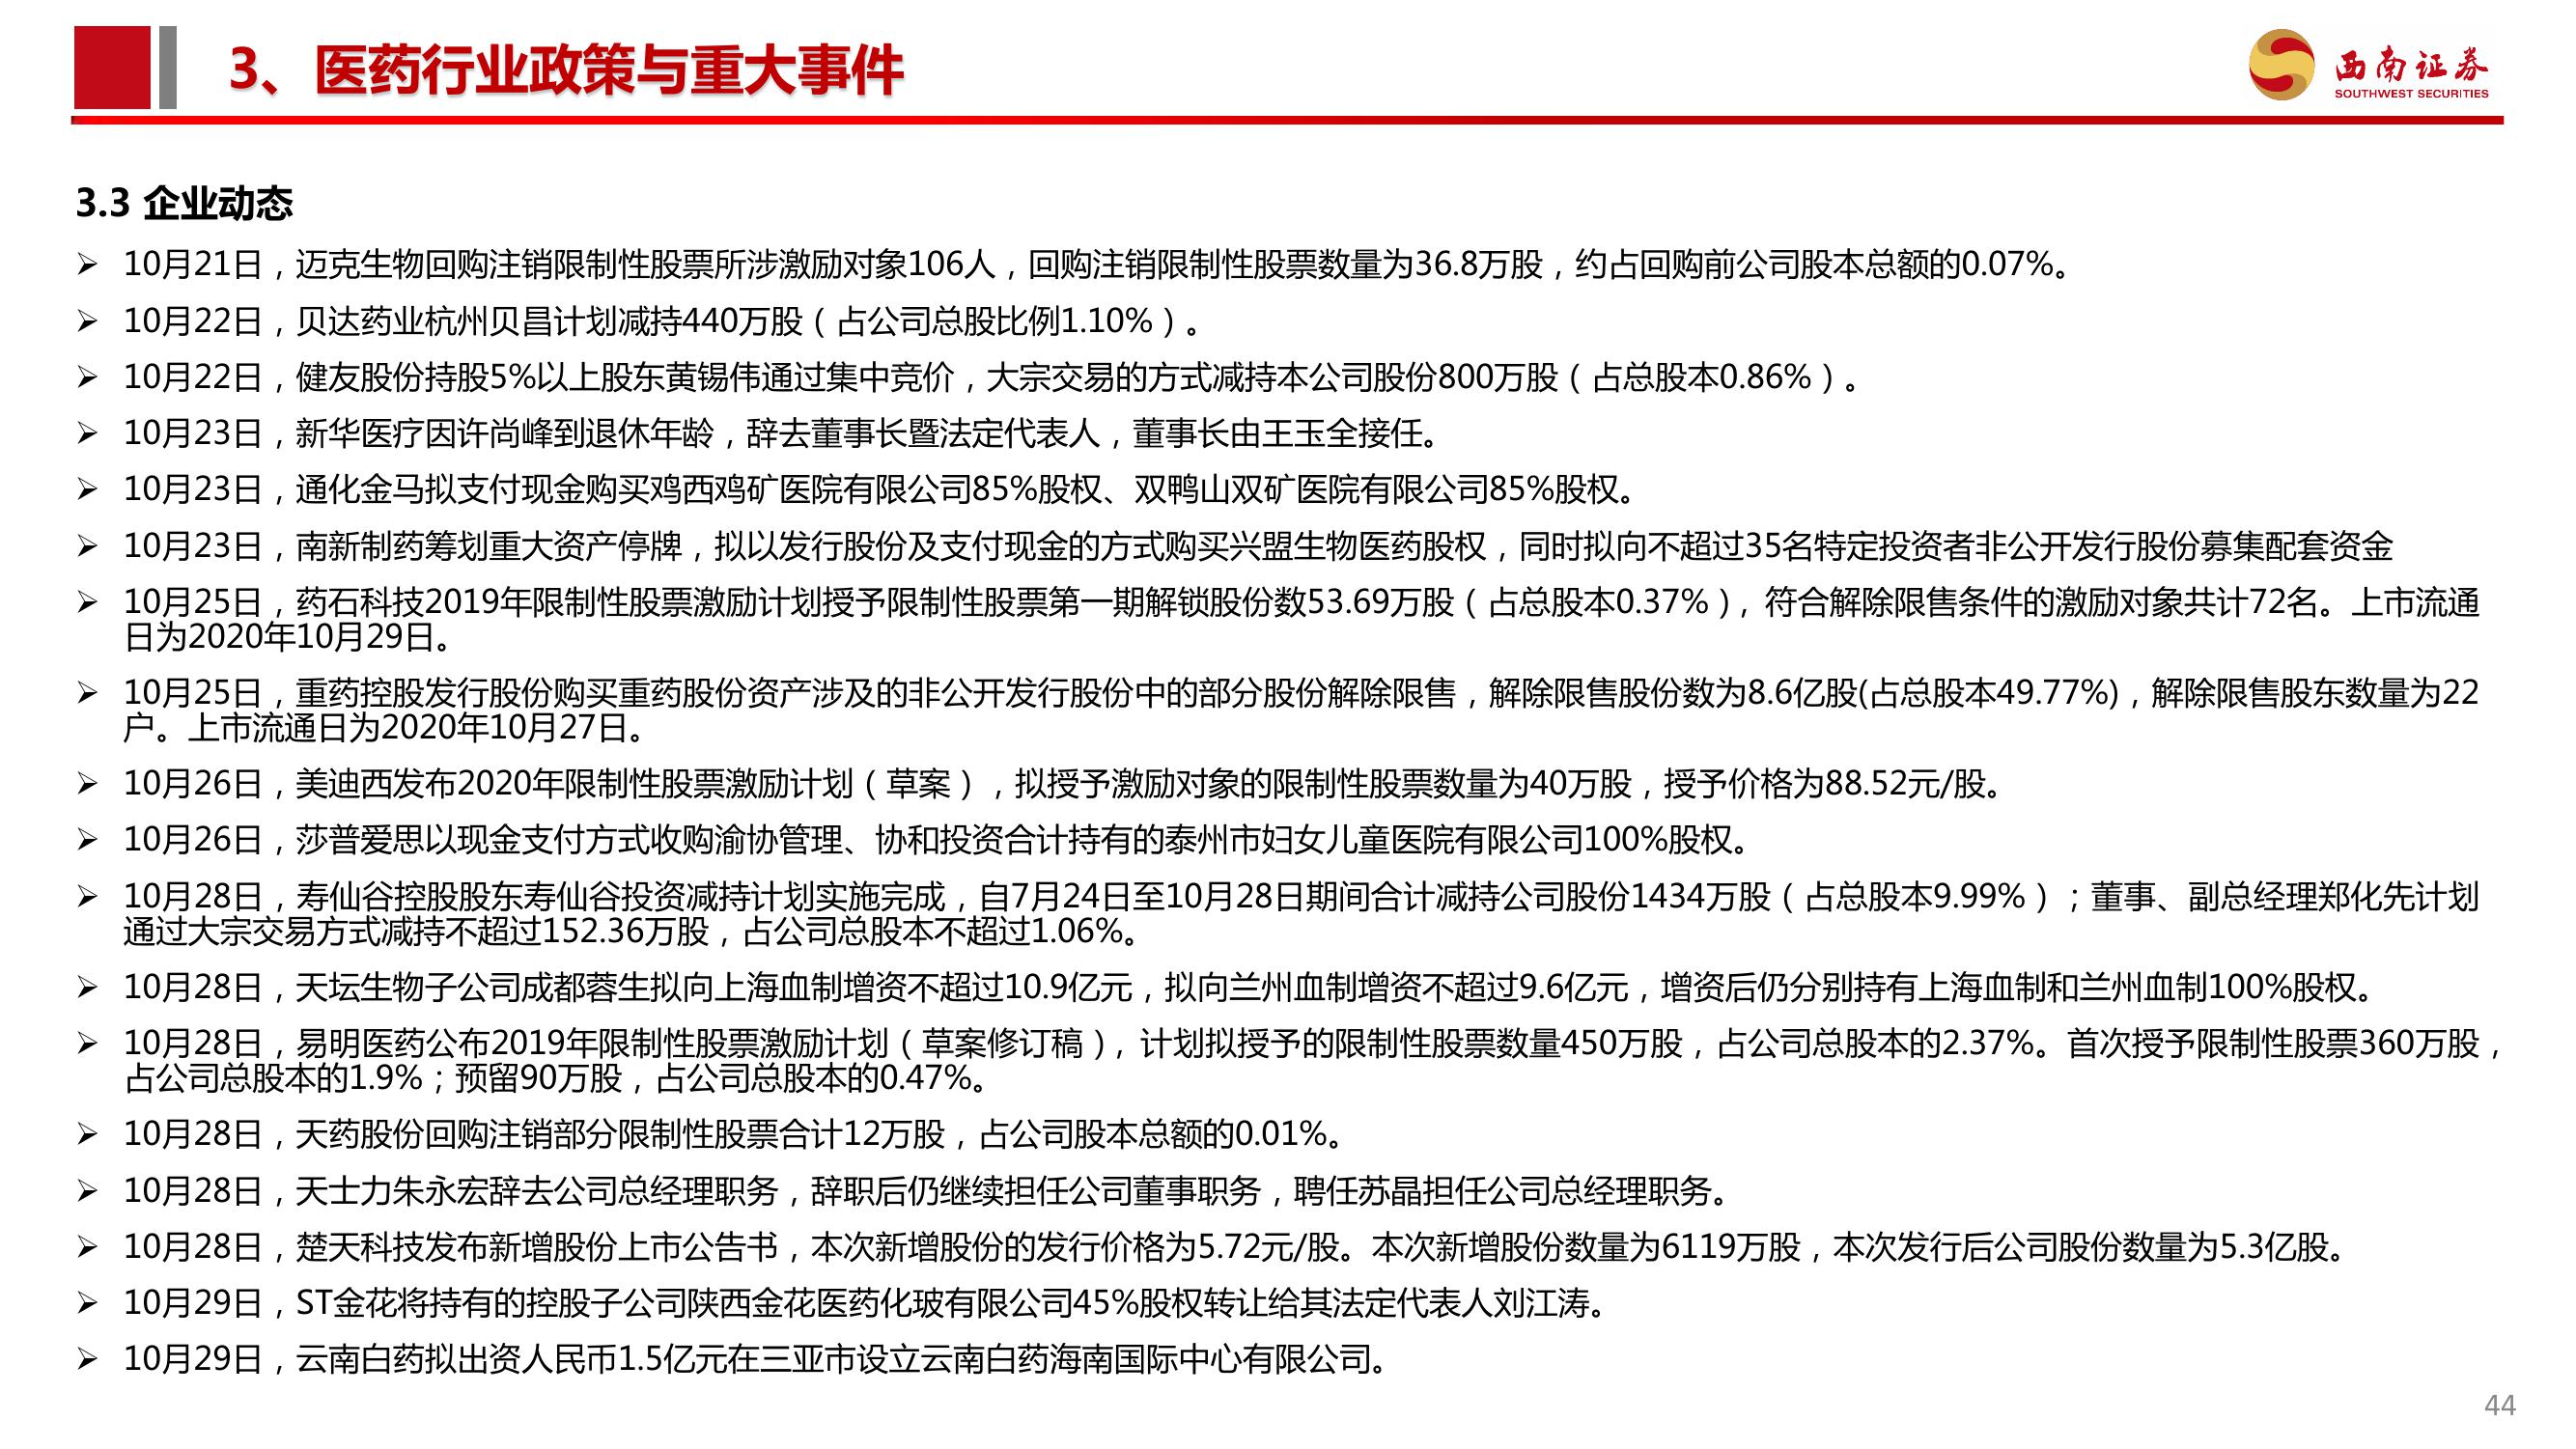 3、医药行业政策与重大事件
西南证券
SOUTHWEST SECURITIES
3.3 企业动态
➢ 10月21日，迈克生物回购注销限制性股票所涉激励对象106人，回购注销限制性股票数量为36.8万股，约占回购前公司股本总额的0.07%。
➢ 10月22日，贝达药业杭州贝昌计划减持440万股（占公司总股比例1.10%）。
➢ 10月22日，健友股份持股5%以上股东黄锡伟通过集中竞价，大宗交易的方式减持本公司股份800万股（占总股本0.86%）。
➢ 10月23日，新华医疗因许尚峰到退休年龄，辞去董事长暨法定代表人，董事长由王玉全接任。
➢ 10月23日，通化金马拟支付现金购买鸡西鸡矿医院有限公司85%股权、双鸭山双矿医院有限公司85%股权。
➢ 10月23日，南新制药筹划重大资产停牌，拟以发行股份及支付现金的方式购买兴盟生物医药股权，同时拟向不超过35名特定投资者非公开发行股份募集配套资金
➢ 10月25日，药石科技2019年限制性股票激励计划授予限制性股票第一期解锁股份数53.69万股（占总股本0.37%），符合解除限售条件的激励对象共计72名。上市流通
日为2020年10月29日。
➢ 10月25日，重药控股发行股份购买重药股份资产涉及的非公开发行股份中的部分股份解除限售，解除限售股份数为8.6亿股(占总股本49.77%)，解除限售股东数量为22
户。上市流通日为2020年10月27日。
➢ 10月26日，美迪西发布2020年限制性股票激励计划（草案），拟授予激励对象的限制性股票数量为40万股，授予价格为88.52元/股。
➢ 10月26日，莎普爱思以现金支付方式收购渝协管理、协和投资合计持有的泰州市妇女儿童医院有限公司100%股权。
➢ 10月28日，寿仙谷控股股东寿仙谷投资减持计划实施完成，自7月24日至10月28日期间合计减持公司股份1434万股（占总股本9.99%）；董事、副总经理郑化先计划
通过大宗交易方式减持不超过152.36万股，占公司总股本不超过1.06%。
➢ 10月28日，天坛生物子公司成都蓉生拟向上海血制增资不超过10.9亿元，拟向兰州血制增资不超过9.6亿元，增资后仍分别持有上海血制和兰州血制100%股权。
➢ 10月28日，易明医药公布2019年限制性股票激励计划（草案修订稿），计划拟授予的限制性股票数量450万股，占公司总股本的2.37%。首次授予限制性股票360万股，
占公司总股本的1.9%；预留90万股，占公司总股本的0.47%。
➢ 10月28日，天药股份回购注销部分限制性股票合计12万股，占公司股本总额的0.01%。
➢ 10月28日，天士力朱永宏辞去公司总经理职务，辞职后仍继续担任公司董事职务，聘任苏晶担任公司总经理职务。
➢ 10月28日，楚天科技发布新增股份上市公告书，本次新增股份的发行价格为5.72元/股。本次新增股份数量为6119万股，本次发行后公司股份数量为5.3亿股。
➢ 10月29日，ST金花将持有的控股子公司陕西金花医药化玻有限公司45%股权转让给其法定代表人刘江涛。
➢ 10月29日，云南白药拟出资人民币1.5亿元在三亚市设立云南白药海南国际中心有限公司。
44